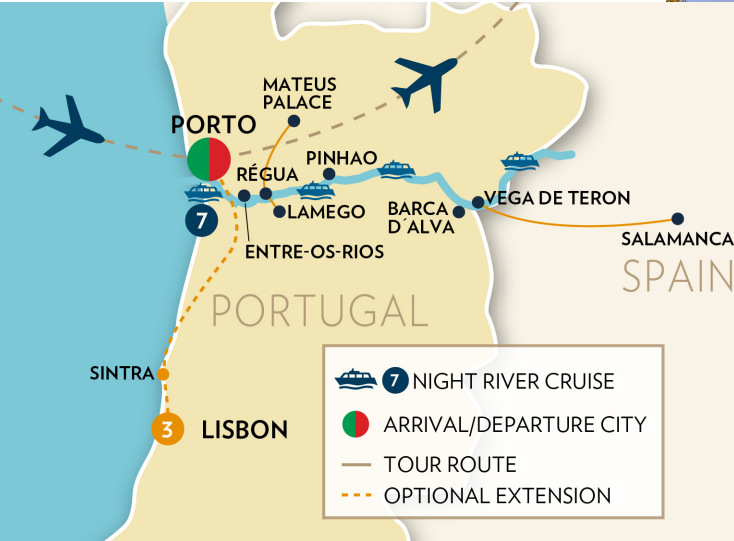 MATEUS
PALACE
PORTO
RÉGUA
PINHAO
7
LAMEGO
BARCA
D´ALVA
VEGA DE TERON
ENTRE-OS-RIOS
SALAMANCA
SPAIN
PORTUGAL
SINTRA
3 LISBON
7 NIGHT RIVER CRUISE
ARRIVAL/DEPARTURE CITY
TOUR ROUTE
OPTIONAL EXTENSION